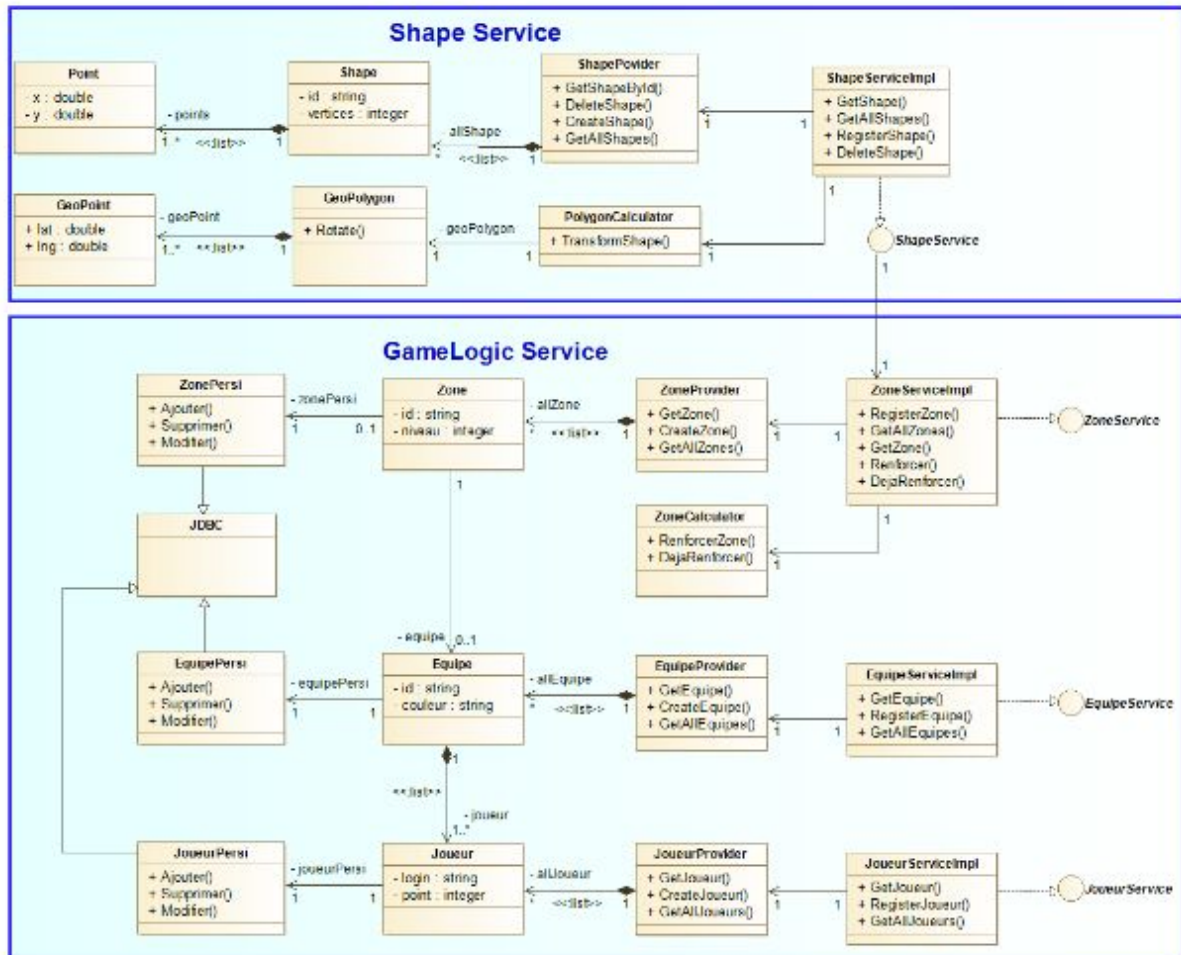 Shape Service
Point
- x : double
- y : double
- points
1..*
<<list>>
1
Shape
- id : string
- vertices : integer
allShape
*
<<list>>
1
ShapePovider
+ GetShapeById()
+ DeleteShape()
+ CreateShape()
+ GetAllShapes()
1
1
ShapeServiceImpl
+ GetShape()
+ GetAllShapes()
+ RegisterShape()
+ DeleteShape()
1
GeoPoint
+ lat : double
+ lng : double
- geoPoint
1..*
<<list>>
1
GeoPolygon
+ Rotate()
- geoPolygon
1
1
PolygonCalculator
+ TransformShape()
1
ShapeService
1
GameLogic Service
1
ZonePersi
+ Ajouter()
+ Supprimer()
+ Modifier()
- zonePersi
1
0..1
Zone
- id : string
- niveau : integer
- allZone
*
<<list>>
1
ZoneProvider
+ GetZone()
+ CreateZone()
+ GetAllZones()
1
1
ZoneServiceImpl
+ RegisterZone()
+ GetAllZones()
+ GetZone()
+ Renforcer()
+ DejaRenforcer()
ZoneService
1
1
JDBC
ZoneCalculator
+ RenforcerZone()
+ DejaRenforcer()
1
- equipe
0..1
EquipePersi
+ Ajouter()
+ Supprimer()
+ Modifier()
- equipePersi
1
1
Equipe
- id : string
- couleur : string
- allEquipe
*
<<list>>
1
EquipeProvider
+ GetEquipe()
+ CreateEquipe()
+ GetAllEquipes()
1
1
EquipeServiceImpl
+ GetEquipe()
+ RegisterEquipe()
+ GetAllEquipes()
EquipeService
1
<<list>>
- joueur
1..*
JoueurPersi
+ Ajouter()
+ Supprimer()
+ Modifier()
- joueurPersi
1
1
Joueur
- login : string
- point : integer
- allJoueur
*
<<list>>
1
JoueurProvider
+ GetJoueur()
+ CreateJoueur()
+ GetAllJoueurs()
1
1
JoueurServiceImpl
+ GetJoueur()
+ RegisterJoueur()
+ GetAllJoueurs()
JoueurService